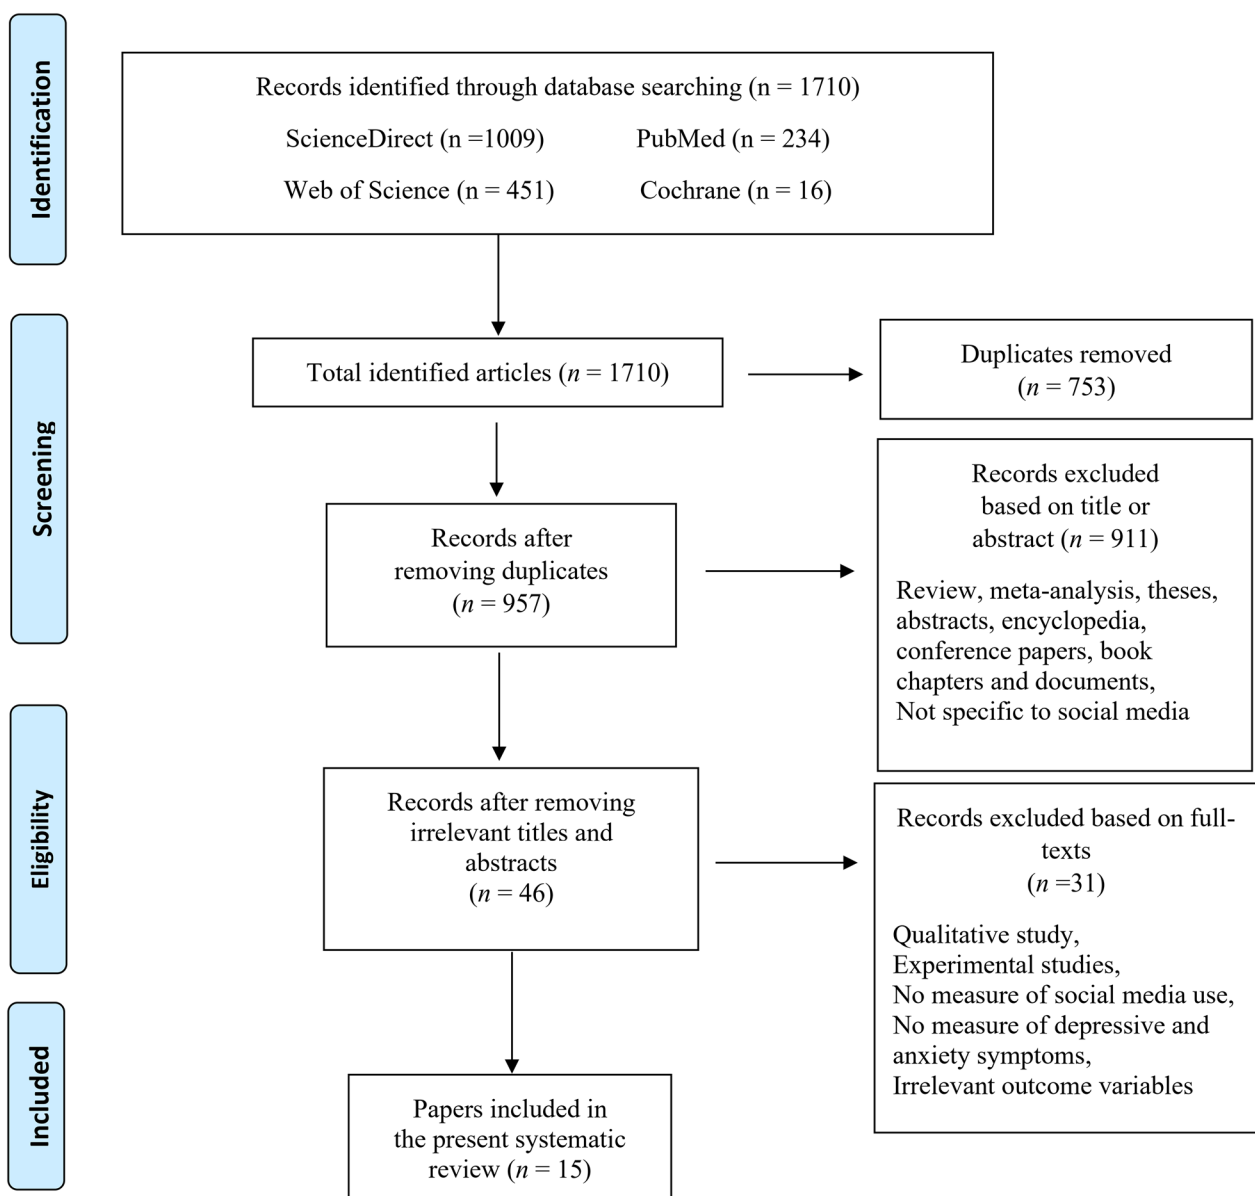 Identification
Records identified through database searching (n = 1710)
ScienceDirect (n =1009) PubMed (n = 234)
Web of Science (n = 451) Cochrane (n = 16)
Screening
Total identified articles (n = 1710)
Duplicates removed
(n = 753)
Records after
removing duplicates
(n = 957)
Records excluded
based on title or
abstract (n = 911)
Review, meta-analysis, theses,
abstracts, encyclopedia,
conference papers, book
chapters and documents,
Not specific to social media
Eligibility
Records after removing
irrelevant titles and
abstracts
(n = 46)
Records excluded based on full-
texts
(n =31)
Qualitative study,
Experimental studies,
No measure of social media use,
No measure of depressive and
anxiety symptoms,
Irrelevant outcome variables
Included
Papers included in
the present systematic
review (n = 15)